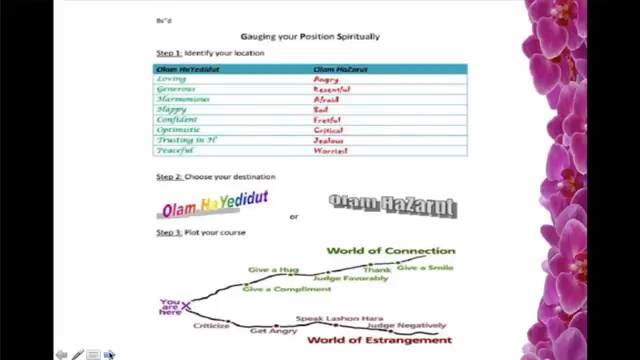 Bs"d
Gauging your Position Spiritually
Step 1: Identify your location
Olam HaYedidut Olam HaZarut
Loving Angry
Generous Resentful
Harmonious Afraid
Happy Sad
Confident Fretful
Optimistic Critical
Trusting in H' Jealous
Peaceful Worried
Step 2: Choose your destination
Olam HaYedidut or Olam HaZarut
Step 3: Plot your course
World of Connection
Give a Hug Judge Favorably Thank Give a Smile
Give a Compliment
You are here X
Criticize Get Angry Speak Lashon Hara Judge Negatively
World of Estrangement